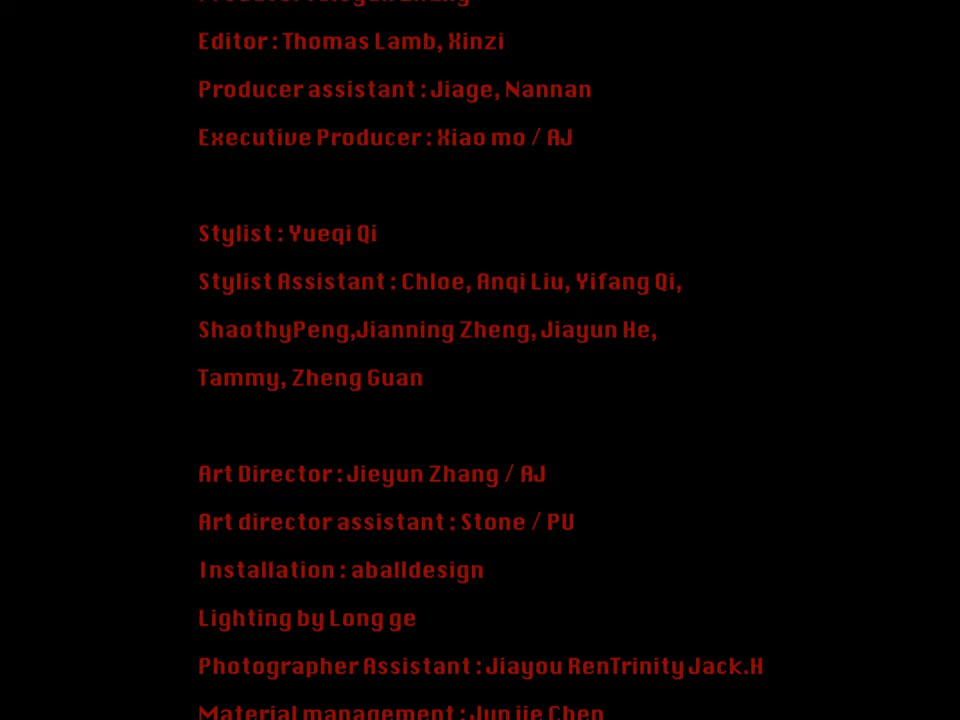 Editor : Thomas Lamb, Xinzi
Producer assistant : Jiage, Nannan
Executive Producer : Xiao mo / AJ
Stylist : Yueqi Qi
Stylist Assistant : Chloe, Anqi Liu, Yifang Qi,
ShaothyPeng,Jianning Zheng, Jiayun He,
Tammy, Zheng Guan
Art Director : Jieyun Zhang / AJ
Art director assistant : Stone / PU
Installation : aballdesign
Lighting by Long ge
Photographer Assistant : Jiayou RenTrinity Jack.H
Material management : Jun jie Chen